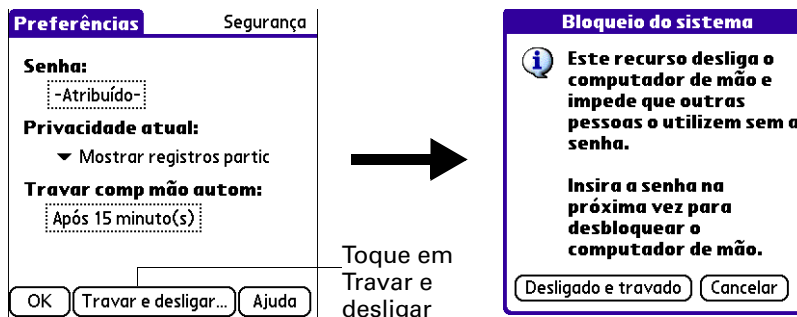 Preferências Segurança
Senha:
-Atribuído-
Privacidade atual:
Mostrar registros partic
Travar comp mão autom:
Após 15 minuto(s)
OK Travar e desligar... Ajuda
Toque em
Travar e
desligar
Bloqueio do sistema
Este recurso desliga o
computador de mão e
impede que outras
pessoas o utilizem sem a
senha.
Insira a senha na
próxima vez para
desbloquear o
computador de mão.
Desligado e travado Cancelar